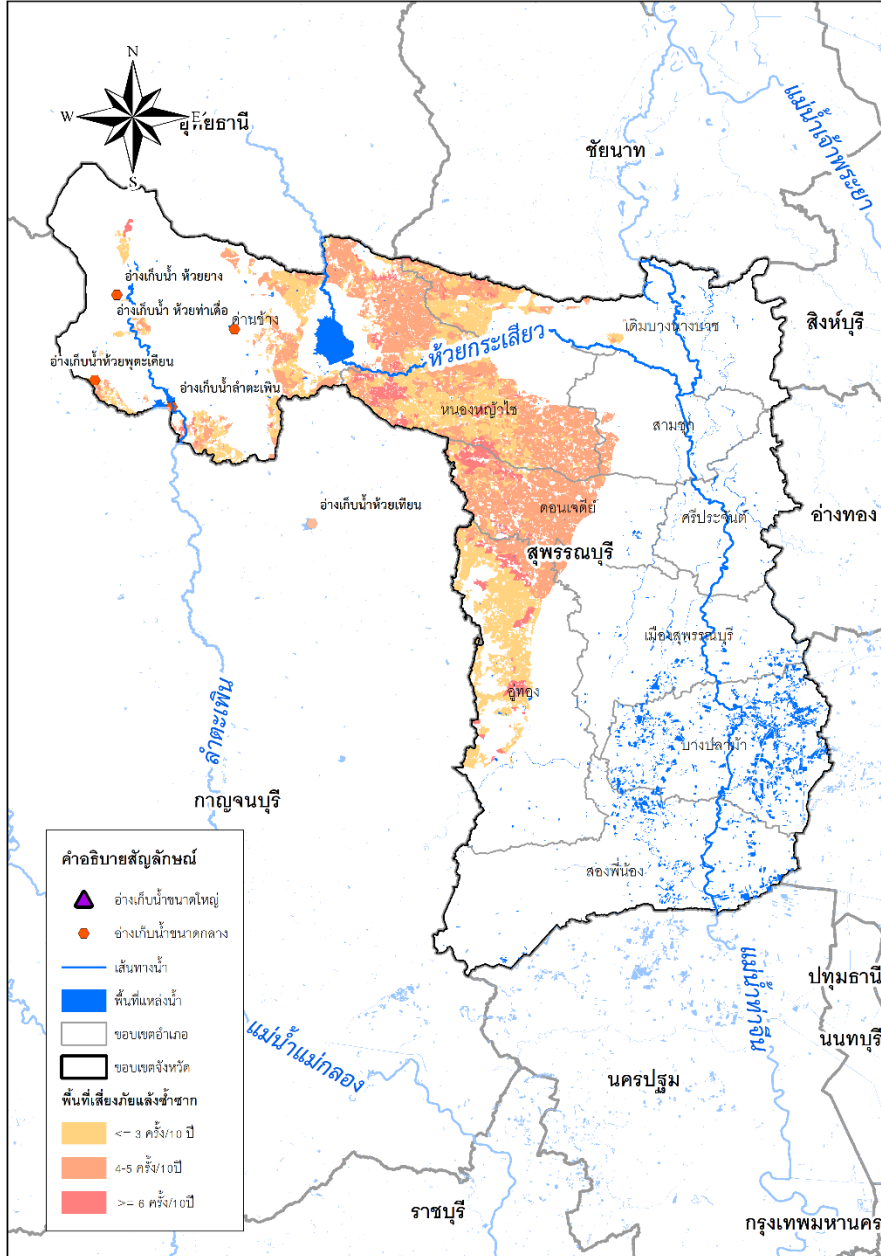 N
W
E
S
อุทัยธานี
ชัยนาท
แม่น้ำเจ้าพระยา
อ่างเก็บน้ำ ห้วยยาง
อ่างเก็บน้ำ ห้วยท่าเดื่อ
ด่านช้าง
ห้วยกระเสียว
เดิมบางนางบวช
สิงห์บุรี
อ่างเก็บน้ำห้วยพุตะเคียน
อ่างเก็บน้ำลำตะเพิน
หนองหญ้าไซ
สามชุก
อ่างเก็บน้ำห้วยเทียน
ดอนเจดีย์
ศรีประจันต์
อ่างทอง
สุพรรณบุรี
เมืองสุพรรณบุรี
อู่ทอง
บางปลาม้า
ลำตะเพิน
กาญจนบุรี
สองพี่น้อง
คำอธิบายสัญลักษณ์
อ่างเก็บน้ำขนาดใหญ่
อ่างเก็บน้ำขนาดกลาง
เส้นทางน้ำ
พื้นที่แหล่งน้ำ
ขอบเขตอำเภอ
ขอบเขตจังหวัด
พื้นที่เสี่ยงภัยแล้งซ้ำซาก
<= 3 ครั้ง/10 ปี
4-5 ครั้ง/10ปี
>= 6 ครั้ง/10ปี
แม่น้ำแม่กลอง
แม่น้ำท่าจีน
ปทุมธานี
นนทบุรี
นครปฐม
ราชบุรี
กรุงเทพมหานคร